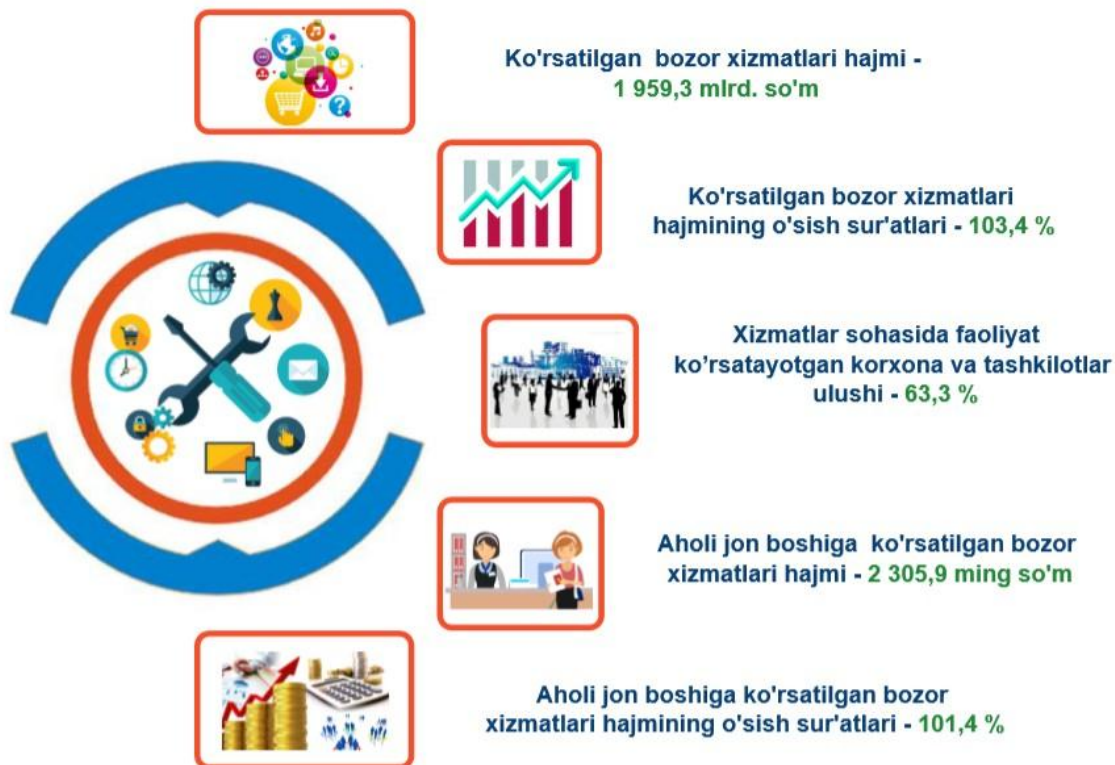 Ko'rsatilgan bozor xizmatlari hajmi -
1 959,3 mlrd. so'm
Ko'rsatilgan bozor xizmatlari
hajmining o'sish sur'atlari - 103,4 %
Xizmatlar sohasida faoliyat
ko’rsatayotgan korxona va tashkilotlar
ulushi - 63,3 %
Aholi jon boshiga ko'rsatilgan bozor
xizmatlari hajmi - 2 305,9 ming so'm
Aholi jon boshiga ko'rsatilgan bozor
xizmatlari hajmining o'sish sur'atlari - 101,4 %